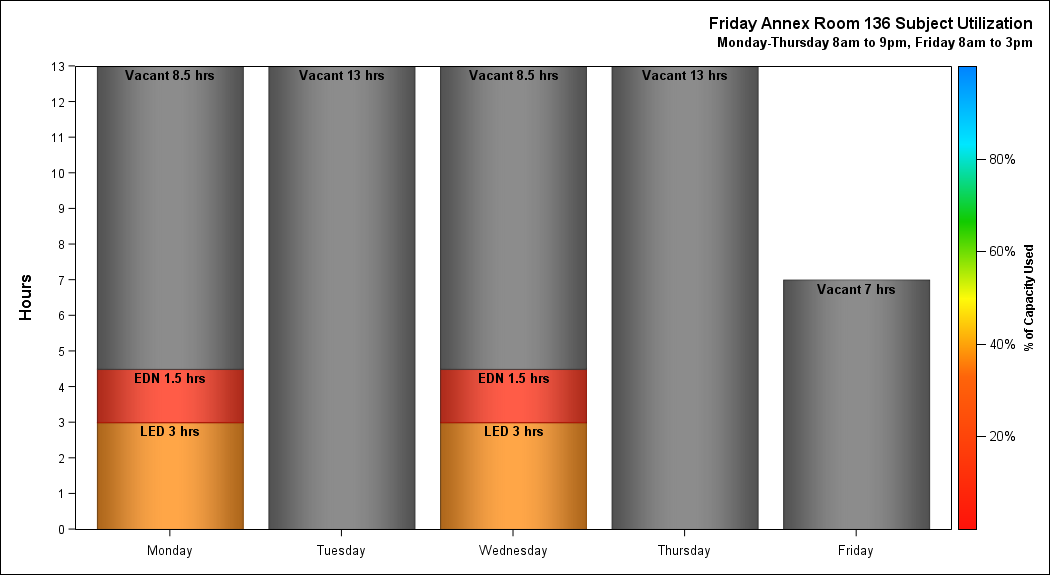 Friday Annex Room 136 Subject Utilization
Monday-Thursday 8am to 9pm, Friday 8am to 3pm
Hours
13
12
11
10
9
8
7
6
5
4
3
2
1
0
Vacant 8.5 hrs
EDN 1.5 hrs
LED 3 hrs
Vacant 13 hrs
Vacant 8.5 hrs
EDN 1.5 hrs
LED 3 hrs
Vacant 13 hrs
Vacant 7 hrs
Monday
Tuesday
Wednesday
Thursday
Friday
80%
60%
40%
20%
% of Capacity Used